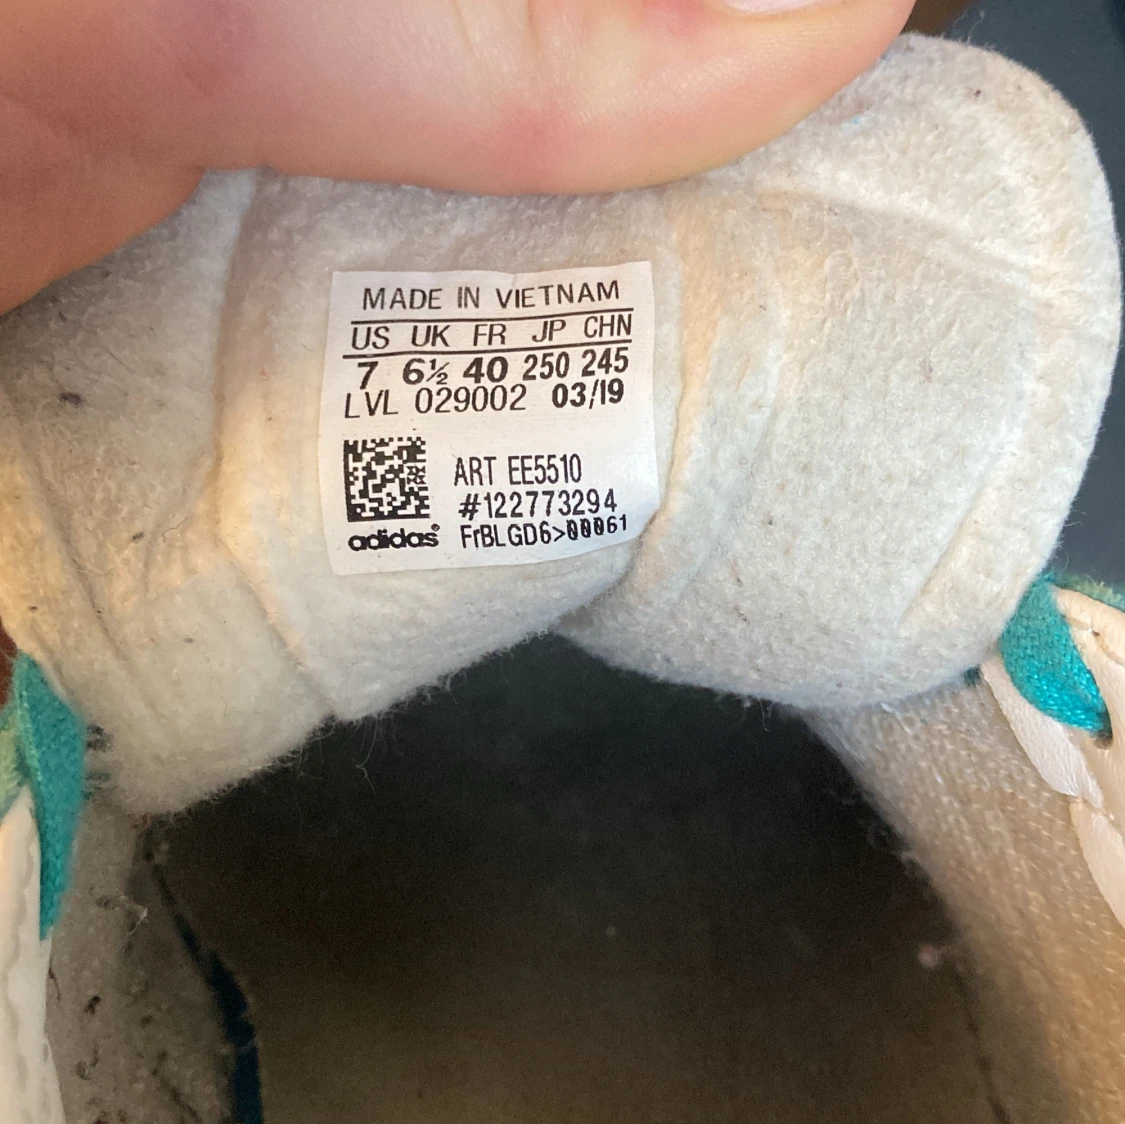 MADE IN VIETNAM
US UK FR JP CHN
7 6½ 40 250 245
LVL 029002 03/19
ART EE5510
#122773294
adidas® FrBLGD6>00061